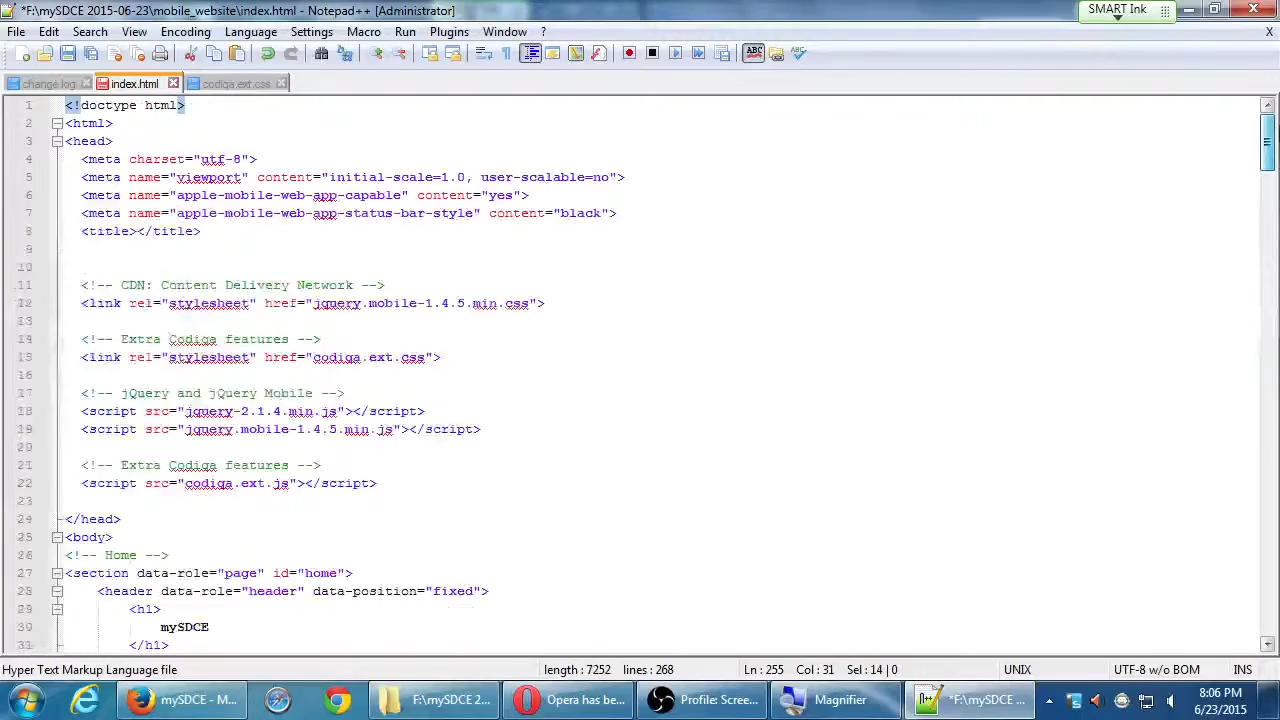 *F:\mySDCE 2015-06-23\mobile_website\index.html - Notepad++ [Administrator]
SMART Ink
File Edit Search View Encoding Language Settings Macro Run Plugins Window ? X
change log index.html codiqa.ext.css
1 <!doctype html>
2 <html>
3 <head>
4 <meta charset="utf-8">
5 <meta name="viewport" content="initial-scale=1.0, user-scalable=no">
6 <meta name="apple-mobile-web-app-capable" content="yes">
7 <meta name="apple-mobile-web-app-status-bar-style" content="black">
8 <title></title>
9
10
11 <!-- CDN: Content Delivery Network -->
12 <link rel="stylesheet" href="jquery.mobile-1.4.5.min.css">
13
14 <!-- Extra Codiqa features -->
15 <link rel="stylesheet" href="codiqa.ext.css">
16
17 <!-- jQuery and jQuery Mobile -->
18 <script src="jquery-2.1.4.min.js"></script>
19 <script src="jquery.mobile-1.4.5.min.js"></script>
20
21 <!-- Extra Codiqa features -->
22 <script src="codiqa.ext.js"></script>
23
24 </head>
25 <body>
26 <!-- Home -->
27 <section data-role="page" id="home">
28 <header data-role="header" data-position="fixed">
29 <h1>
30 mySDCE
31 </h1>
Hyper Text Markup Language file length : 7252 lines : 268 Ln : 255 Col : 31 Sel : 14 | 0 UNIX UTF-8 w/o BOM INS
mySDCE - M... F:\mySDCE 2... Opera has be... Profile: Scree... Magnifier *F:\mySDCE ... 8:06 PM
6/23/2015